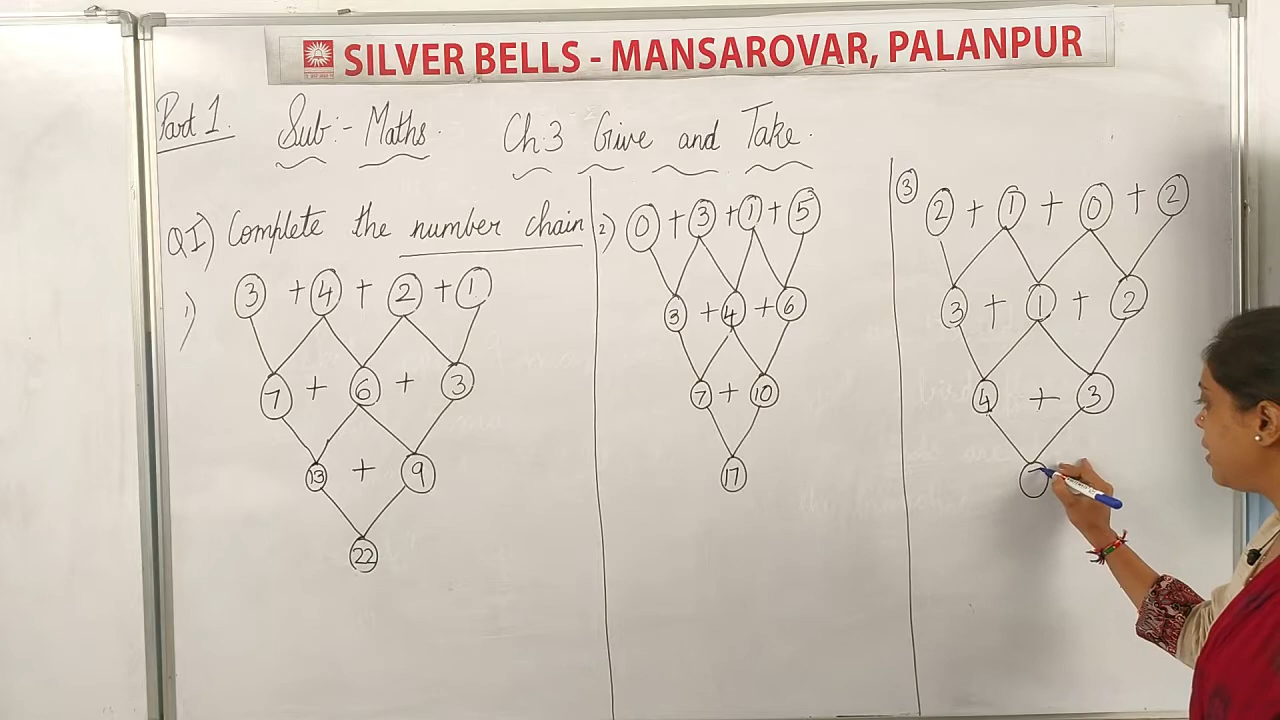 SILVER BELLS - MANSAROVAR, PALANPUR
Part 1.
Sub:- Maths.
Ch.3 Give and Take.
Q I) Complete the number chain
1)
3 + 4 + 2 + 1
7 + 6 + 3
13 + 9
22
2)
0 + 3 + 1 + 5
3 + 4 + 6
7 + 10
17
3
2 + 1 + 0 + 2
3 + 1 + 2
4 + 3